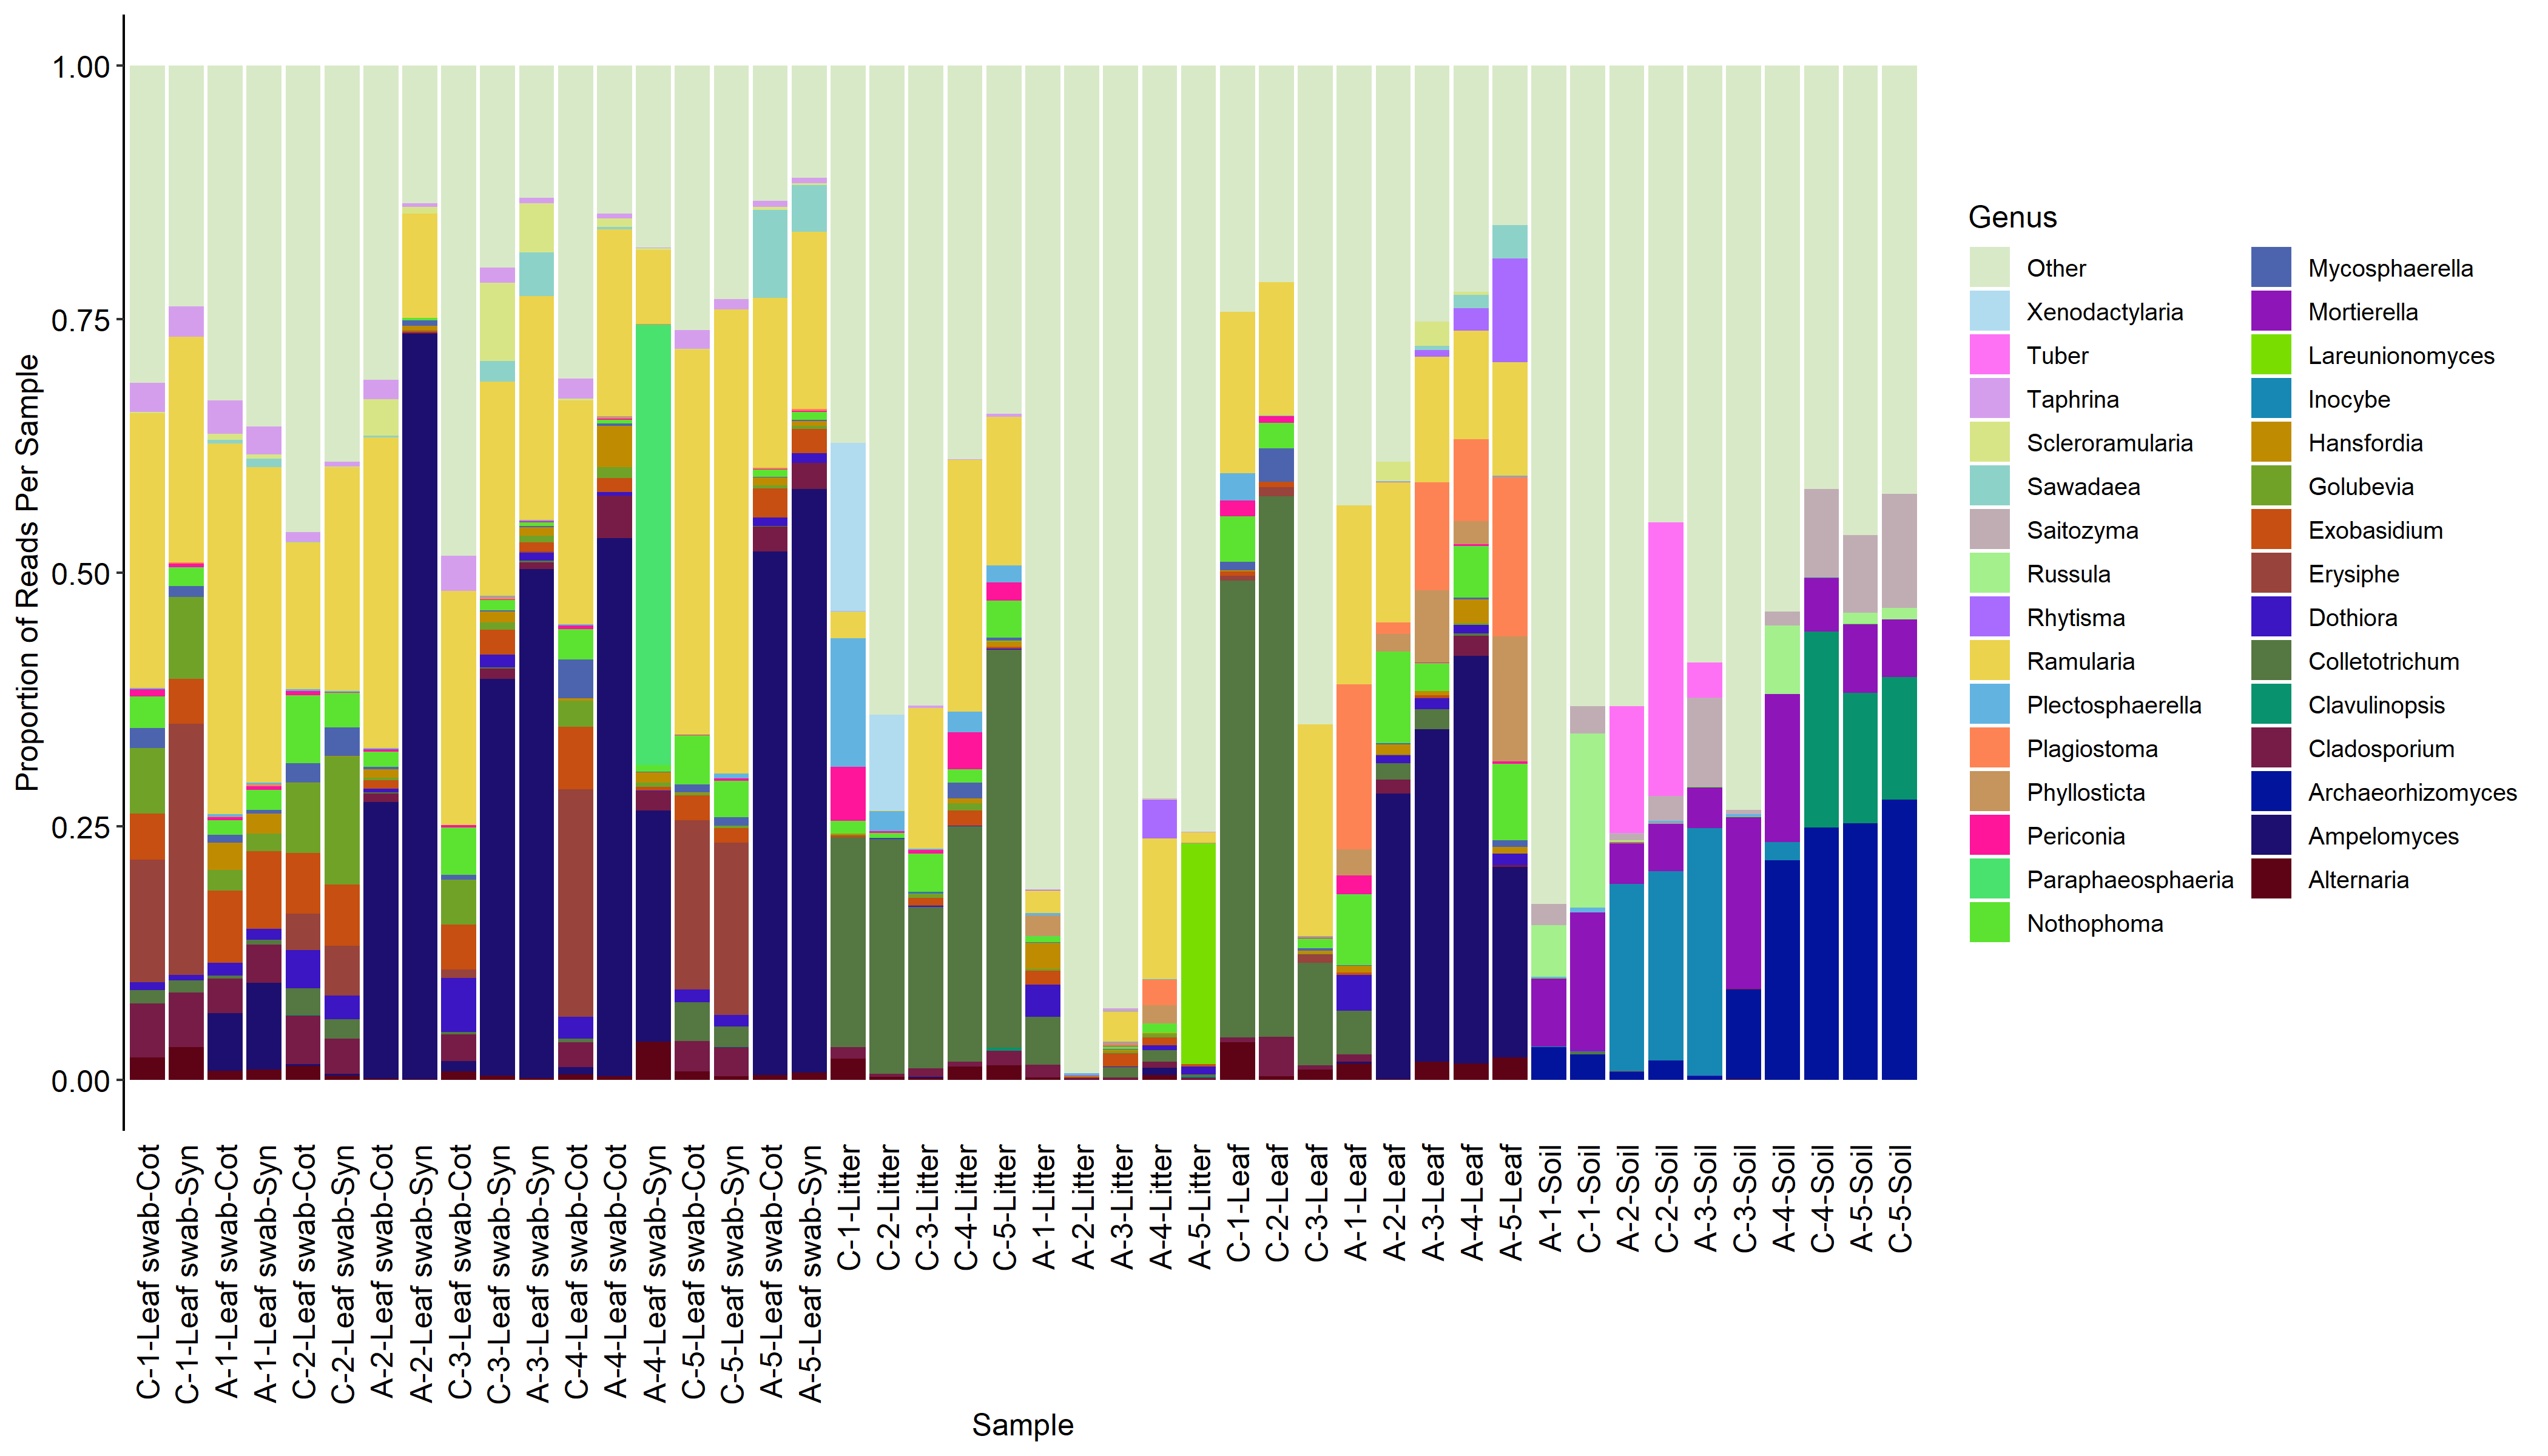 1.00
0.75
0.50
0.25
0.00
Proportion of Reads Per Sample
C-1-Leaf swab-Cot
C-1-Leaf swab-Syn
A-1-Leaf swab-Cot
A-1-Leaf swab-Syn
C-2-Leaf swab-Cot
C-2-Leaf swab-Syn
A-2-Leaf swab-Cot
A-2-Leaf swab-Syn
C-3-Leaf swab-Cot
C-3-Leaf swab-Syn
A-3-Leaf swab-Syn
C-4-Leaf swab-Cot
A-4-Leaf swab-Cot
A-4-Leaf swab-Syn
C-5-Leaf swab-Cot
C-5-Leaf swab-Syn
A-5-Leaf swab-Cot
A-5-Leaf swab-Syn
C-1-Litter
C-2-Litter
C-3-Litter
C-4-Litter
C-5-Litter
A-1-Litter
A-2-Litter
A-3-Litter
A-4-Litter
A-5-Litter
C-1-Leaf
C-2-Leaf
C-3-Leaf
A-1-Leaf
A-2-Leaf
A-3-Leaf
A-4-Leaf
A-5-Leaf
A-1-Soil
C-1-Soil
A-2-Soil
C-2-Soil
A-3-Soil
C-3-Soil
A-4-Soil
C-4-Soil
A-5-Soil
C-5-Soil
Sample
Genus
Other
Xenodactylaria
Tuber
Taphrina
Scleroramularia
Sawadaea
Saitozyma
Russula
Rhytisma
Ramularia
Plectosphaerella
Plagiostoma
Phyllosticta
Periconia
Paraphaeosphaeria
Nothophoma
Mycosphaerella
Mortierella
Lareunionomyces
Inocybe
Hansfordia
Golubevia
Exobasidium
Erysiphe
Dothiora
Colletotrichum
Clavulinopsis
Cladosporium
Archaeorhizomyces
Ampelomyces
Alternaria